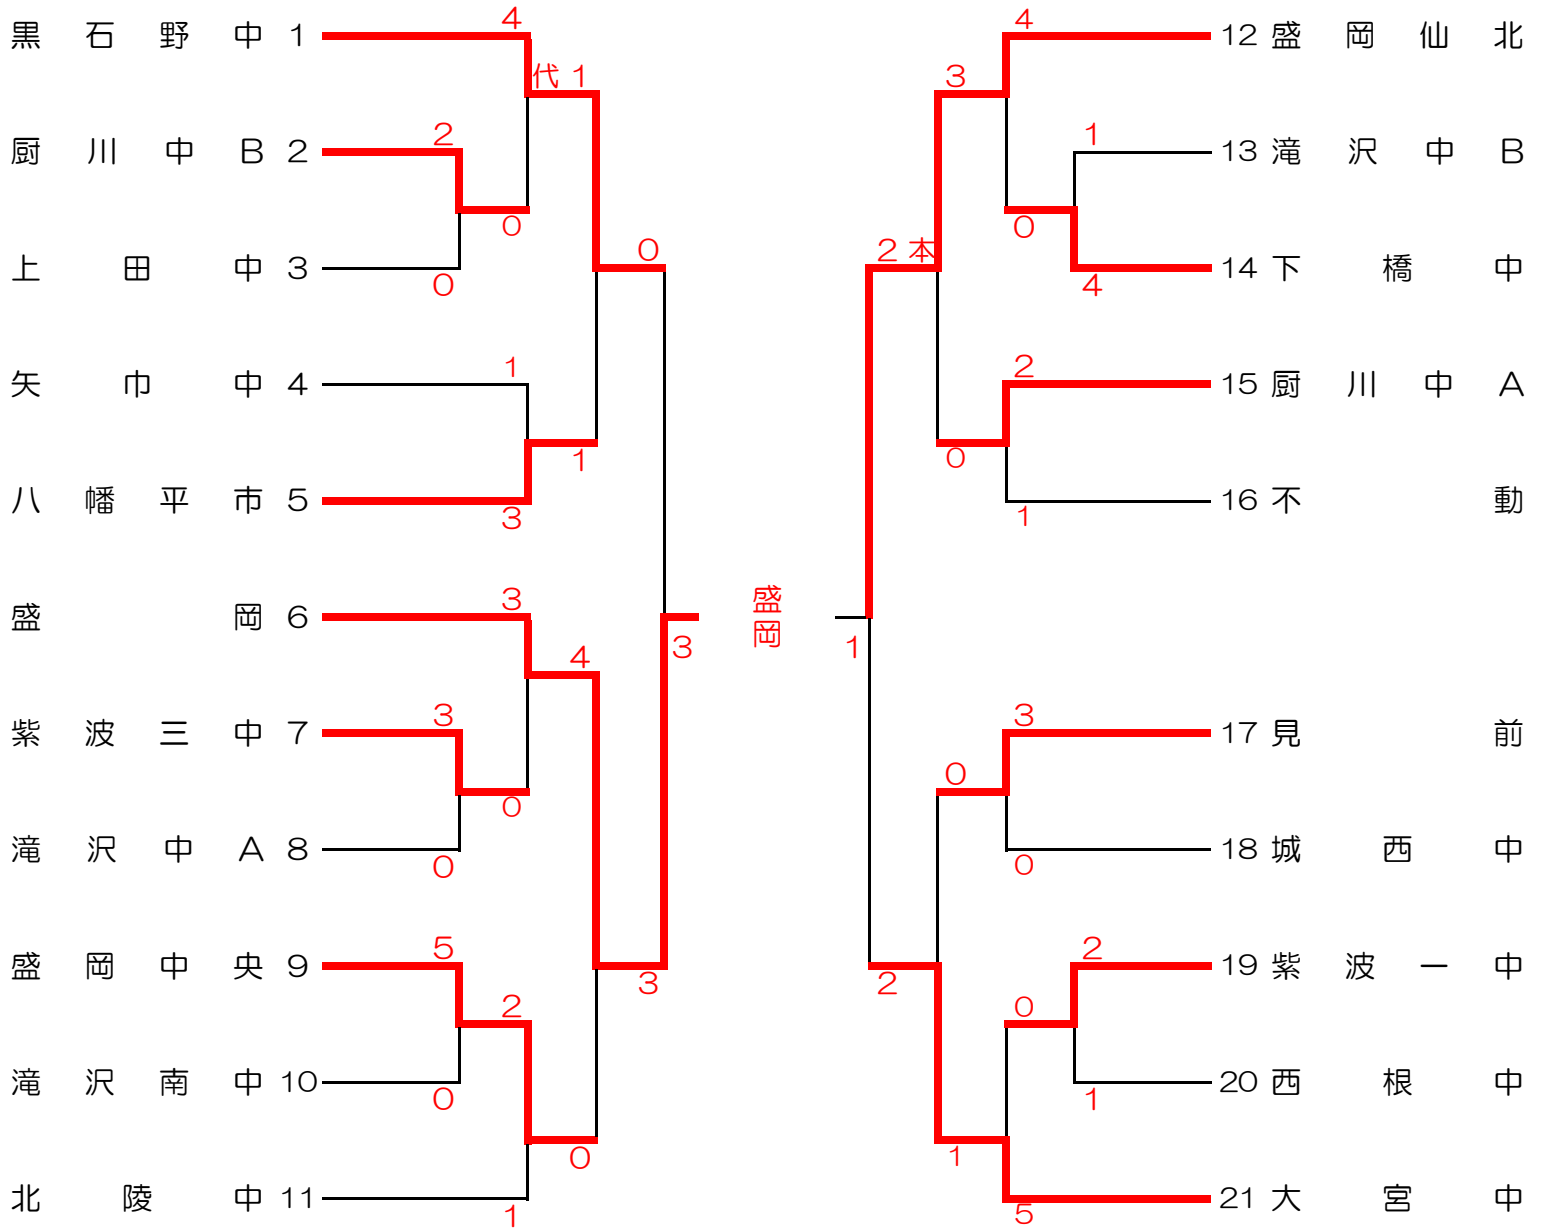 4
4
黒石野中 1
12 盛岡仙北
代 1
3
2
1
厨川中B 2
13 滝沢中B
0
0
0
2 本
上田中 3
14 下橋中
0
4
1
2
矢巾中 4
15 厨川中A
1
0
八幡平市 5
16 不動
3
1
3
盛岡
盛岡 6
3
1
4
3
3
紫波三中 7
17 見前
0
0
滝沢中A 8
18 城西中
0
0
5
2
盛岡中央 9
19 紫波一中
3
2
2
0
滝沢南中 10
20 西根中
0
1
0
1
北陵中 11
21 大宮中
1
5